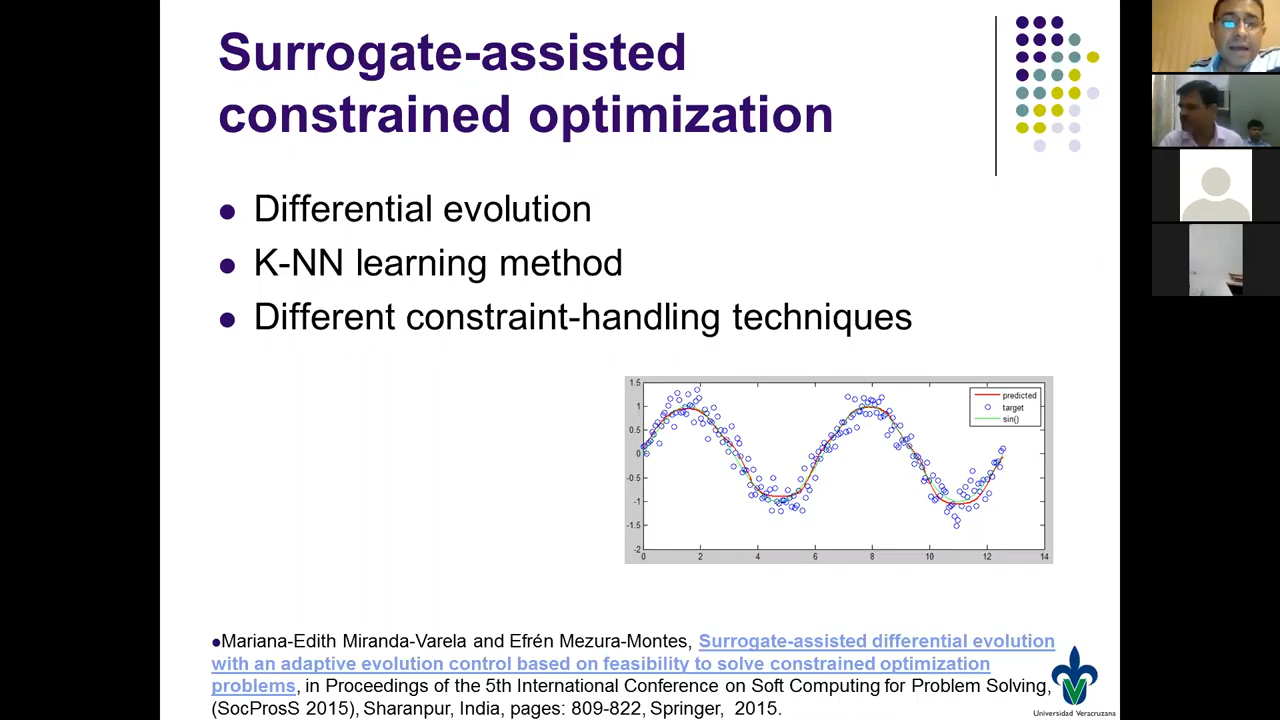 Surrogate-assisted
constrained optimization
Differential evolution
K-NN learning method
Different constraint-handling techniques
1.5
1
0.5
0
-0.5
-1
-1.5
-2
0 2 4 6 8 10 12 14
predicted
target
sin()
Mariana-Edith Miranda-Varela and Efrén Mezura-Montes, Surrogate-assisted differential evolution
with an adaptive evolution control based on feasibility to solve constrained optimization
problems, in Proceedings of the 5th International Conference on Soft Computing for Problem Solving,
(SocProsS 2015), Sharanpur, India, pages: 809-822, Springer, 2015.
Universidad Veracruzana